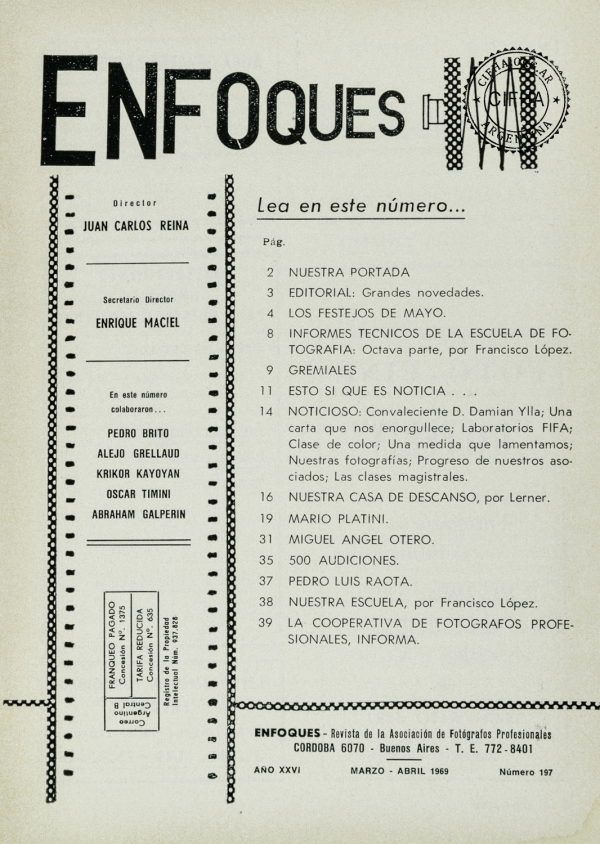 ENFOQUES
CIFHA OSCAR
ARGENTINA
Director
JUAN CARLOS REINA
Secretario Director
ENRIQUE MACIEL
En este número
colaboraron...
PEDRO BRITO
ALEJO GRELLAUD
KRIKOR KAYOYAN
OSCAR TIMINI
ABRAHAM GALPERIN
Correo
Argentino
Central B
FRANQUEO PAGADO
Concesión Nº. 1375
TARIFA REDUCIDA
Concesión Nº. 635
Registro de la Propiedad
Intelectual Núm. 937.828
Lea en este número...
Pág.
2 NUESTRA PORTADA
3 EDITORIAL: Grandes novedades.
4 LOS FESTEJOS DE MAYO.
8 INFORMES TECNICOS DE LA ESCUELA DE FO-
TOGRAFIA: Octava parte, por Francisco López.
9 GREMIALES
11 ESTO SI QUE ES NOTICIA . . .
14 NOTICIOSO: Convaleciente D. Damian Ylla; Una
carta que nos enorgullece; Laboratorios FIFA;
Clase de color; Una medida que lamentamos;
Nuestras fotografías; Progreso de nuestros aso-
ciados; Las clases magistrales.
16 NUESTRA CASA DE DESCANSO, por Lerner.
19 MARIO PLATINI.
31 MIGUEL ANGEL OTERO.
35 500 AUDICIONES.
37 PEDRO LUIS RAOTA.
38 NUESTRA ESCUELA, por Francisco López.
39 LA COOPERATIVA DE FOTOGRAFOS PROFE-
SIONALES, INFORMA.
ENFOQUES - Revista de la Asociación de Fotógrafos Profesionales
CORDOBA 6070 - Buenos Aires - T. E. 772-8401
AÑO XXVI MARZO - ABRIL 1969 Número 197